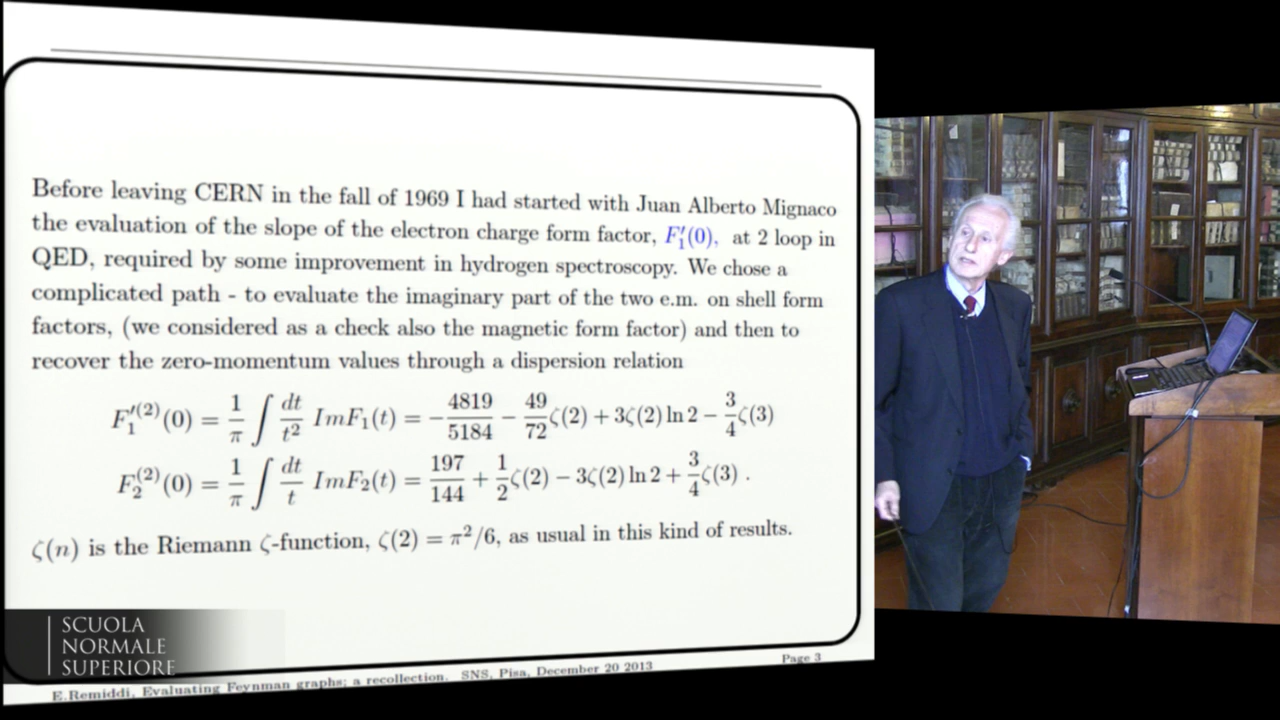 Before leaving CERN in the fall of 1969 I had started with Juan Alberto Mignaco
the evaluation of the slope of the electron charge form factor, F₁′(0), at 2 loop in
QED, required by some improvement in hydrogen spectroscopy. We chose a
complicated path - to evaluate the imaginary part of the two e.m. on shell form
factors, (we considered as a check also the magnetic form factor) and then to
recover the zero-momentum values through a dispersion relation
F₁′⁽²⁾(0) = 1/π ∫ dt/t² ImF₁(t) = −4819/5184 − 49/72 ζ(2) + 3ζ(2) ln 2 − 3/4 ζ(3)
F₂⁽²⁾(0) = 1/π ∫ dt/t ImF₂(t) = 197/144 + 1/2 ζ(2) − 3ζ(2) ln 2 + 3/4 ζ(3) .
ζ(n) is the Riemann ζ-function, ζ(2) = π²/6, as usual in this kind of results.
SCUOLA
NORMALE
SUPERIORE
Page 3
E.Remiddi, Evaluating Feynman graphs; a recollection. SNS, Pisa, December 20 2013